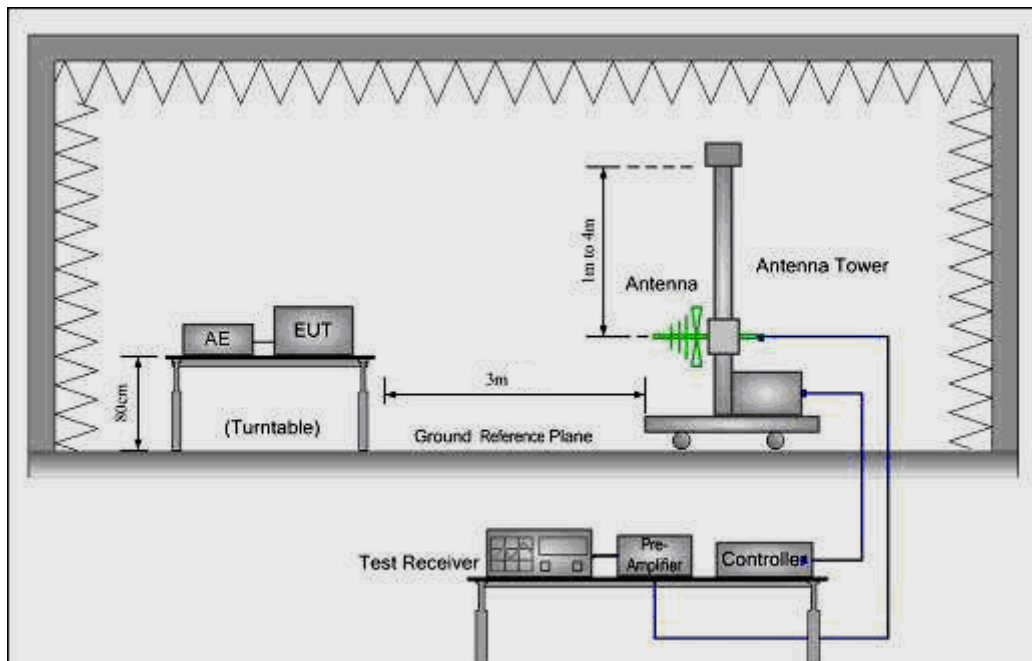 1m to 4m
Antenna Tower
Antenna
AE
EUT
80cm
3m
(Turntable)
Ground Reference Plane
Test Receiver
Pre-
Amplifier
Controller